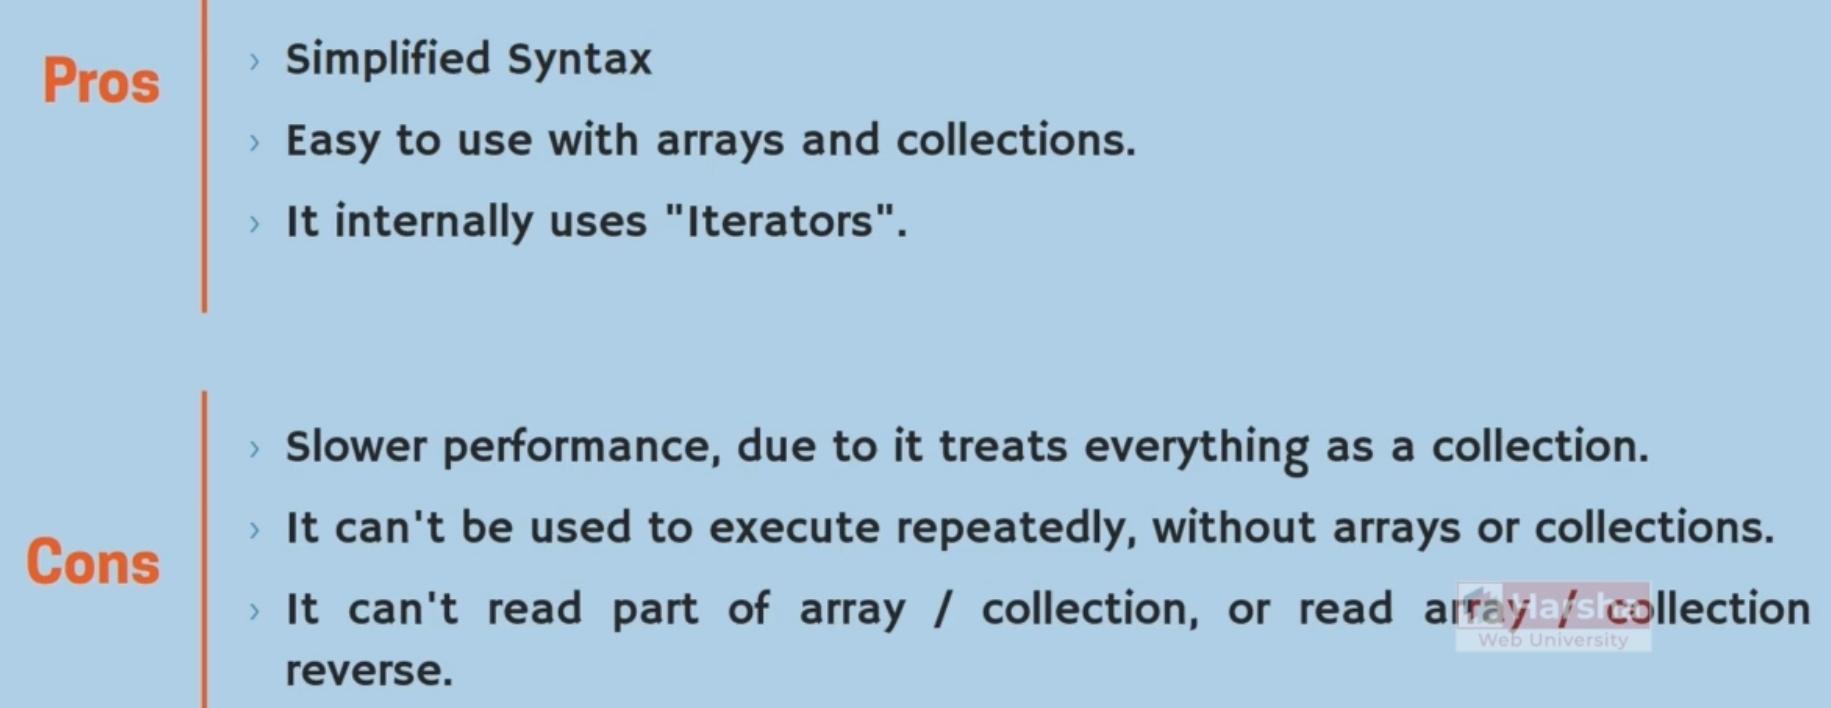 Pros
› Simplified Syntax
› Easy to use with arrays and collections.
› It internally uses "Iterators".
Cons
› Slower performance, due to it treats everything as a collection.
› It can't be used to execute repeatedly, without arrays or collections.
› It can't read part of array / collection, or read array / collection
reverse.
Harsha
Web University